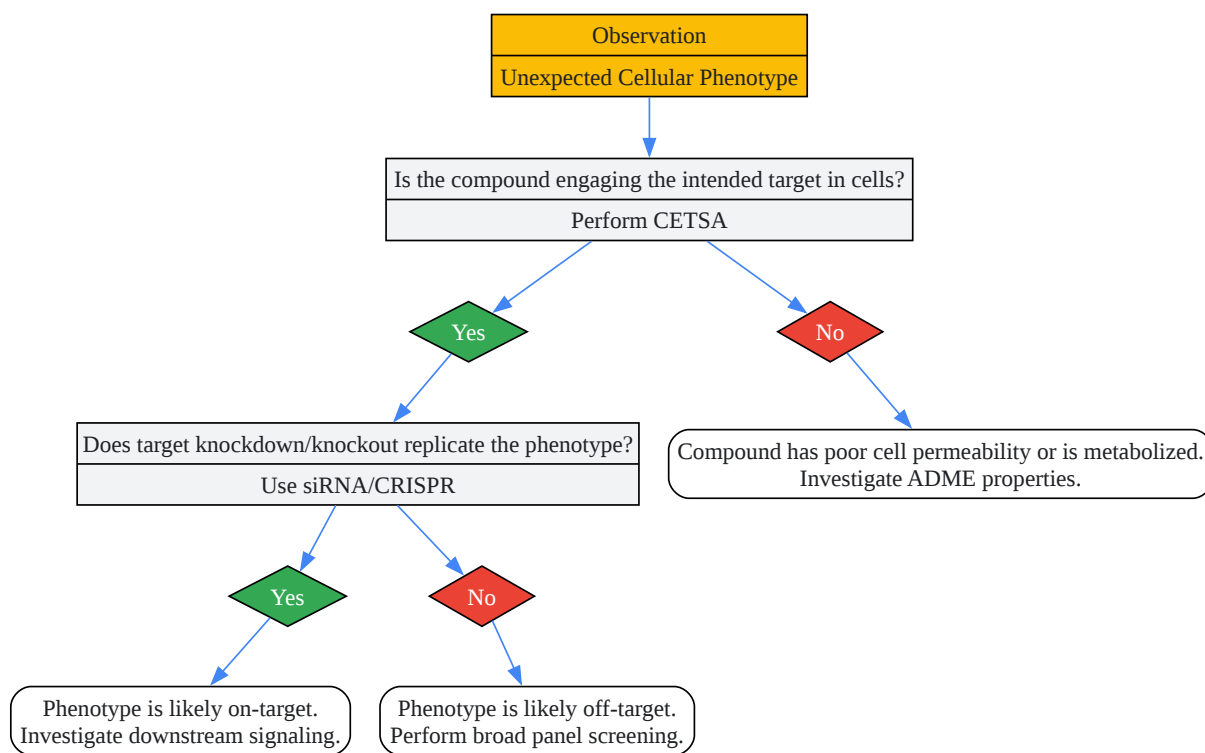 Observation
Unexpected Cellular Phenotype
Is the compound engaging the intended target in cells?
Perform CETSA
Yes
No
Does target knockdown/knockout replicate the phenotype?
Use siRNA/CRISPR
Compound has poor cell permeability or is metabolized.
Investigate ADME properties.
Yes
No
Phenotype is likely on-target.
Investigate downstream signaling.
Phenotype is likely off-target.
Perform broad panel screening.